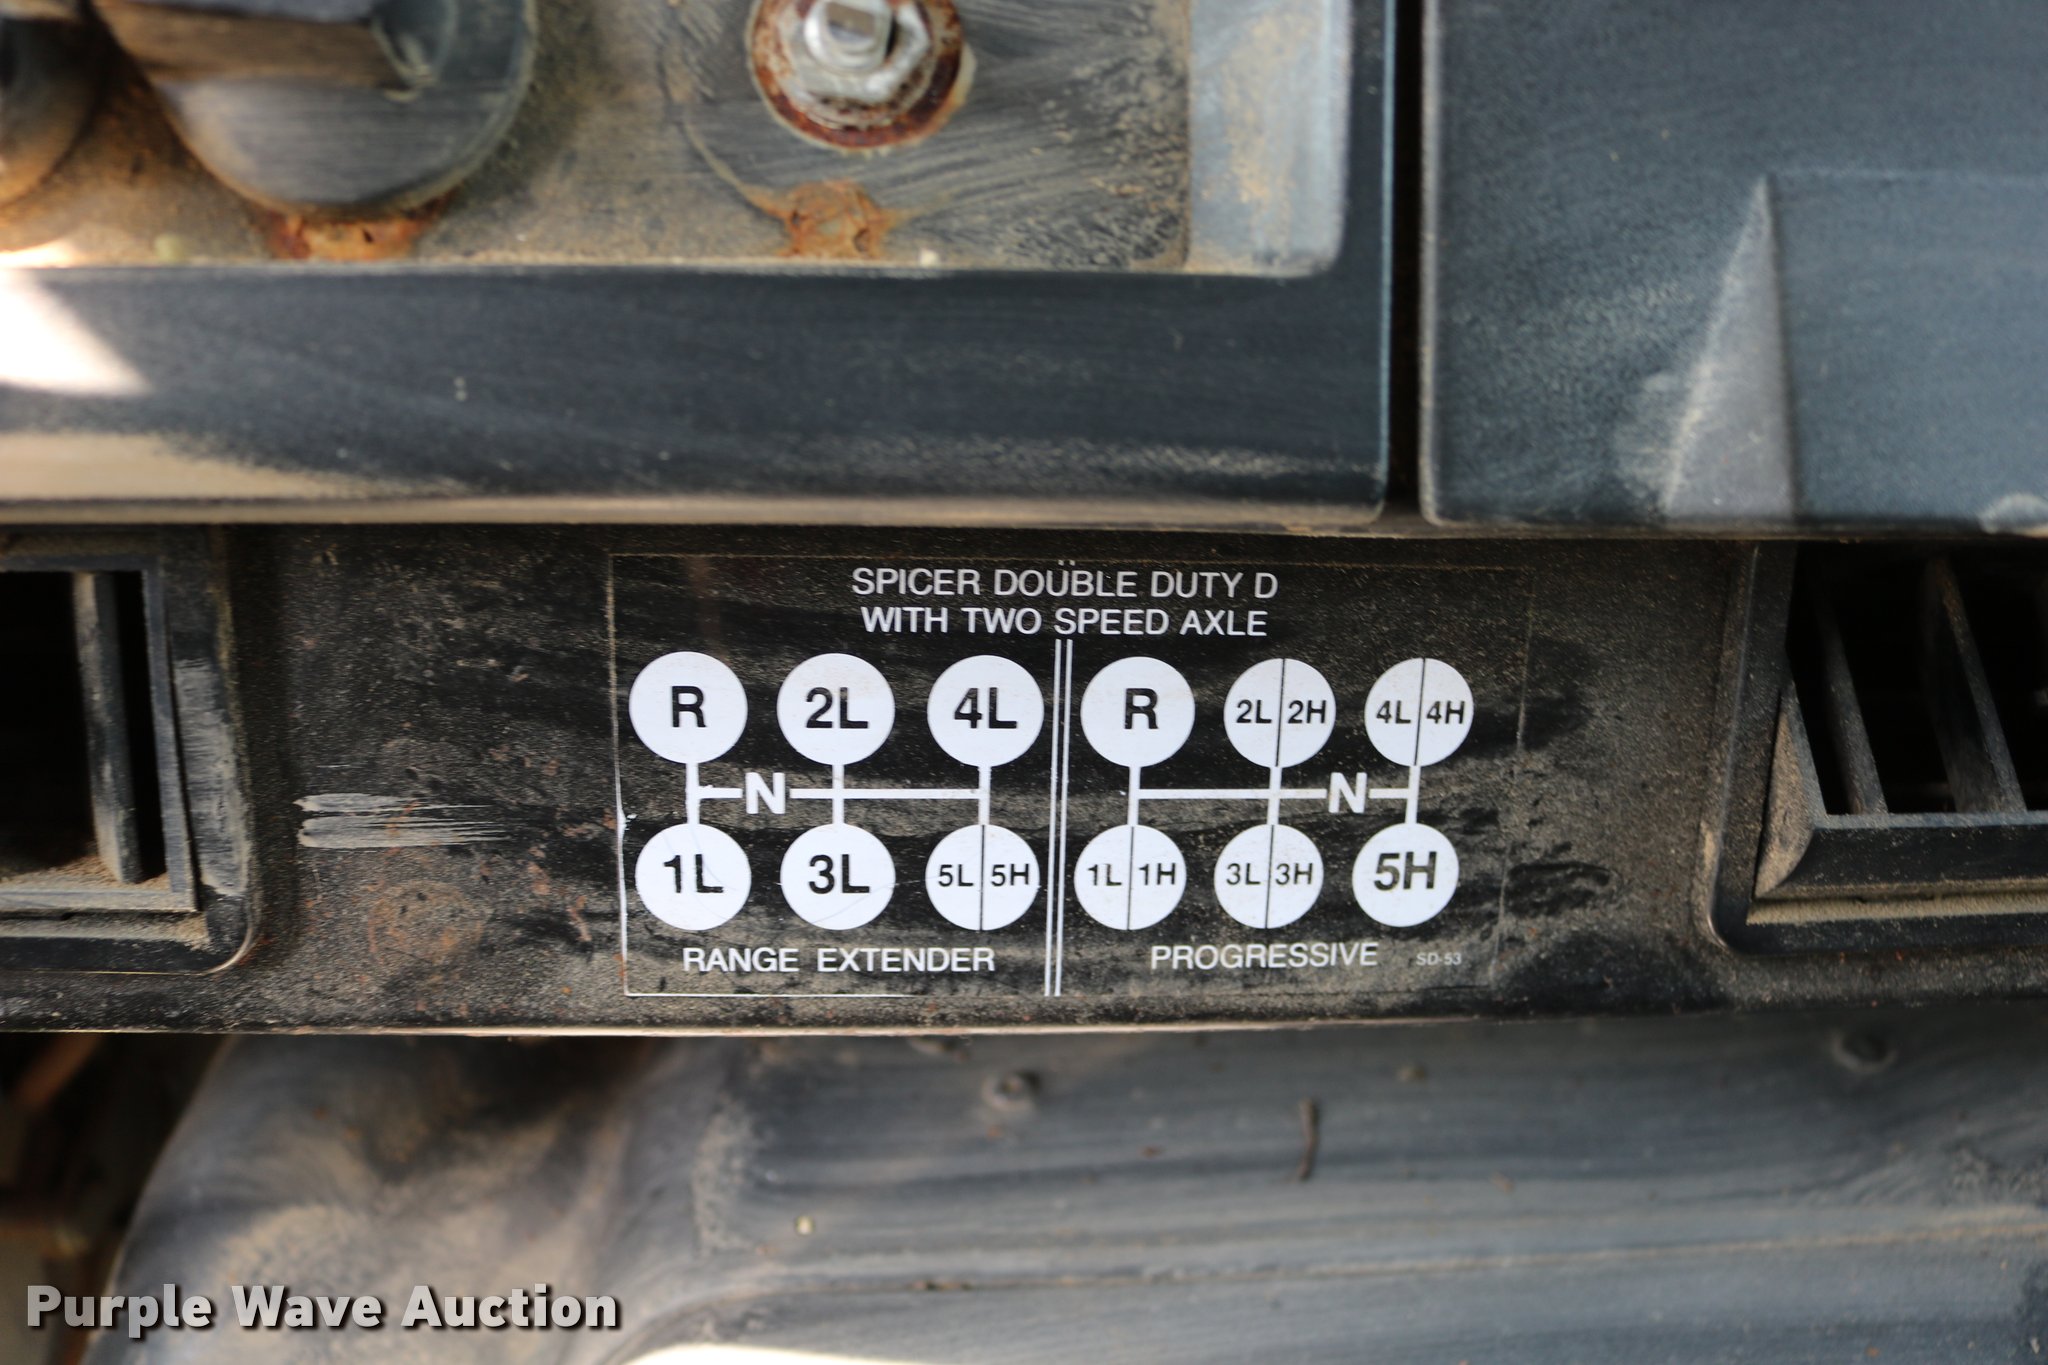 SPICER DOUBLE DUTY D
WITH TWO SPEED AXLE
R 2L 4L
N
1L 3L 5L 5H
RANGE EXTENDER
R 2L 2H 4L 4H
N
1L 1H 3L 3H 5H
PROGRESSIVE SD-53
Purple Wave Auction